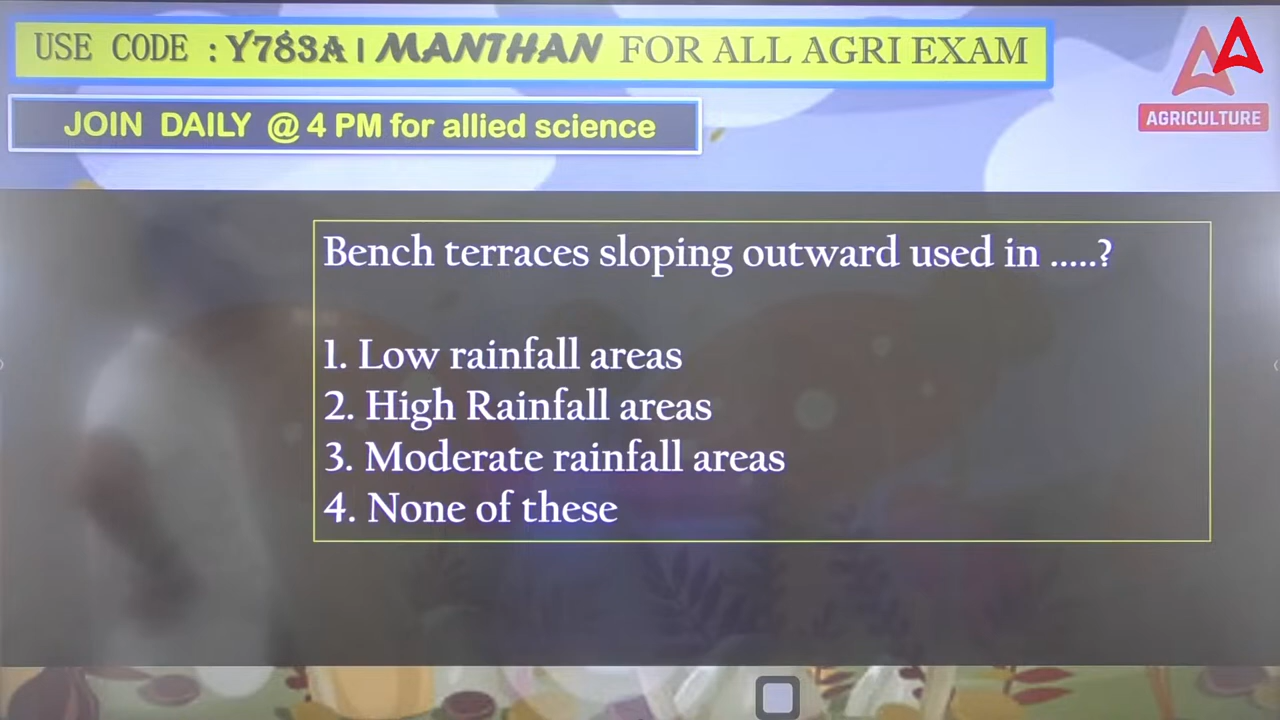 USE CODE : Y783A | MANTHAN FOR ALL AGRI EXAM
JOIN DAILY @ 4 PM for allied science
AGRICULTURE
Bench terraces sloping outward used in .....?
1. Low rainfall areas
2. High Rainfall areas
3. Moderate rainfall areas
4. None of these